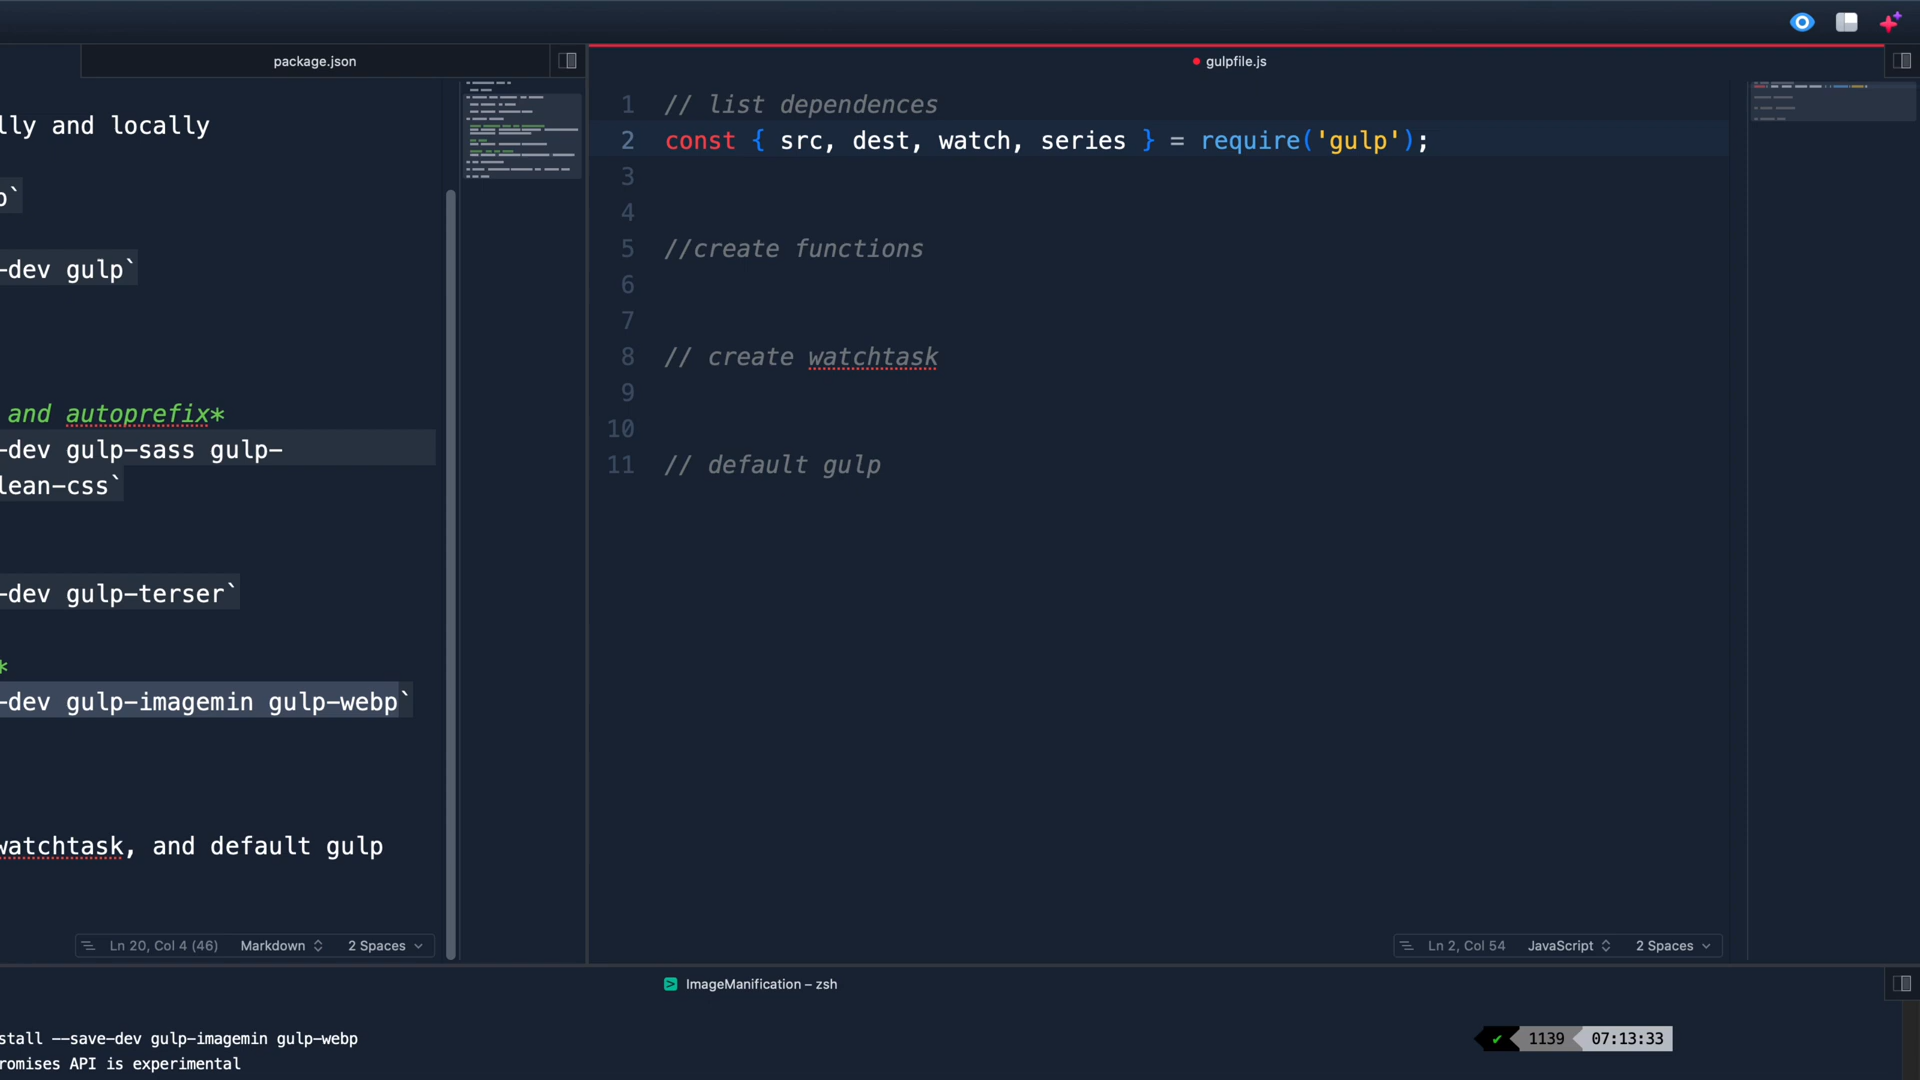 package.json
gulpfile.js
lly and locally
p`
-dev gulp`
and autoprefix*
-dev gulp-sass gulp-
lean-css`
-dev gulp-terser`
*
-dev gulp-imagemin gulp-webp`
watchtask, and default gulp
Ln 20, Col 4 (46) Markdown 2 Spaces
1 // list dependences
2 const { src, dest, watch, series } = require('gulp');
3
4
5 //create functions
6
7
8 // create watchtask
9
10
11 // default gulp
Ln 2, Col 54 JavaScript 2 Spaces
ImageManification – zsh
stall --save-dev gulp-imagemin gulp-webp
✔ 1139 07:13:33
romises API is experimental